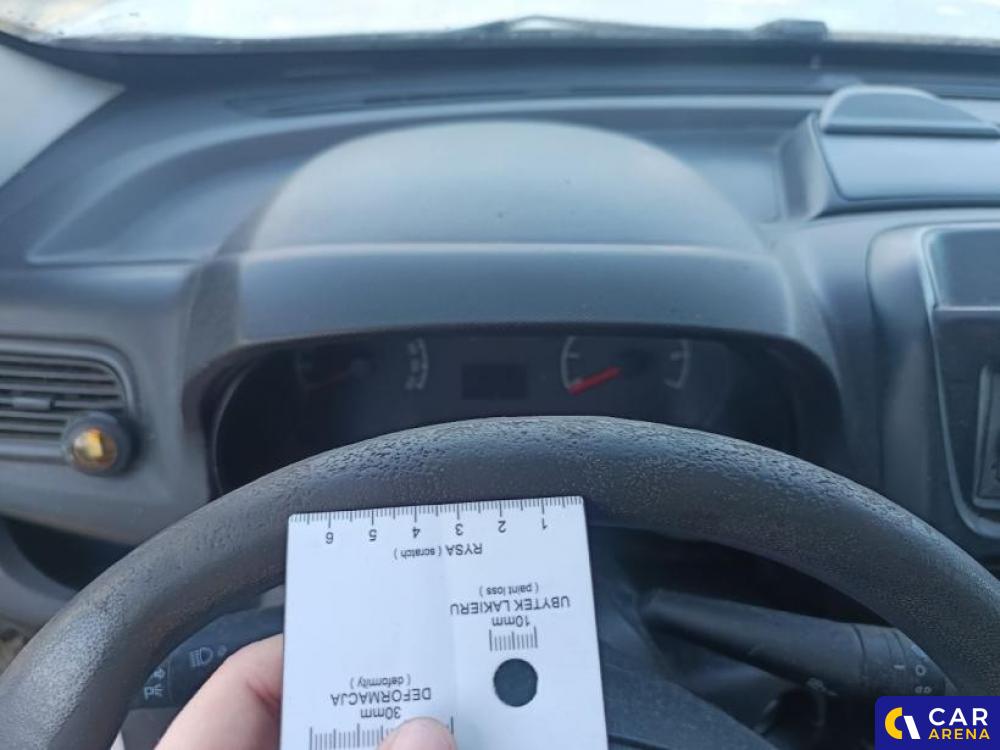 1 2 3 4 5 6
RYSA ( scratch )
UBYTEK LAKIERU
( paint loss )
10mm
DEFORMACJA
( deformity )
30mm
CAR
ARENA